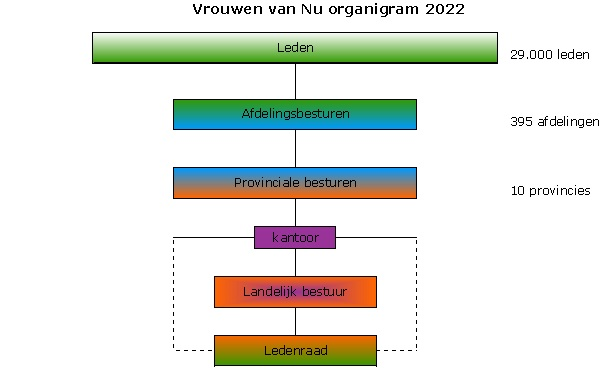 Vrouwen van Nu organigram 2022
Leden
29.000 leden
Afdelingsbesturen
395 afdelingen
Provinciale besturen
10 provincies
kantoor
Landelijk bestuur
Ledenraad